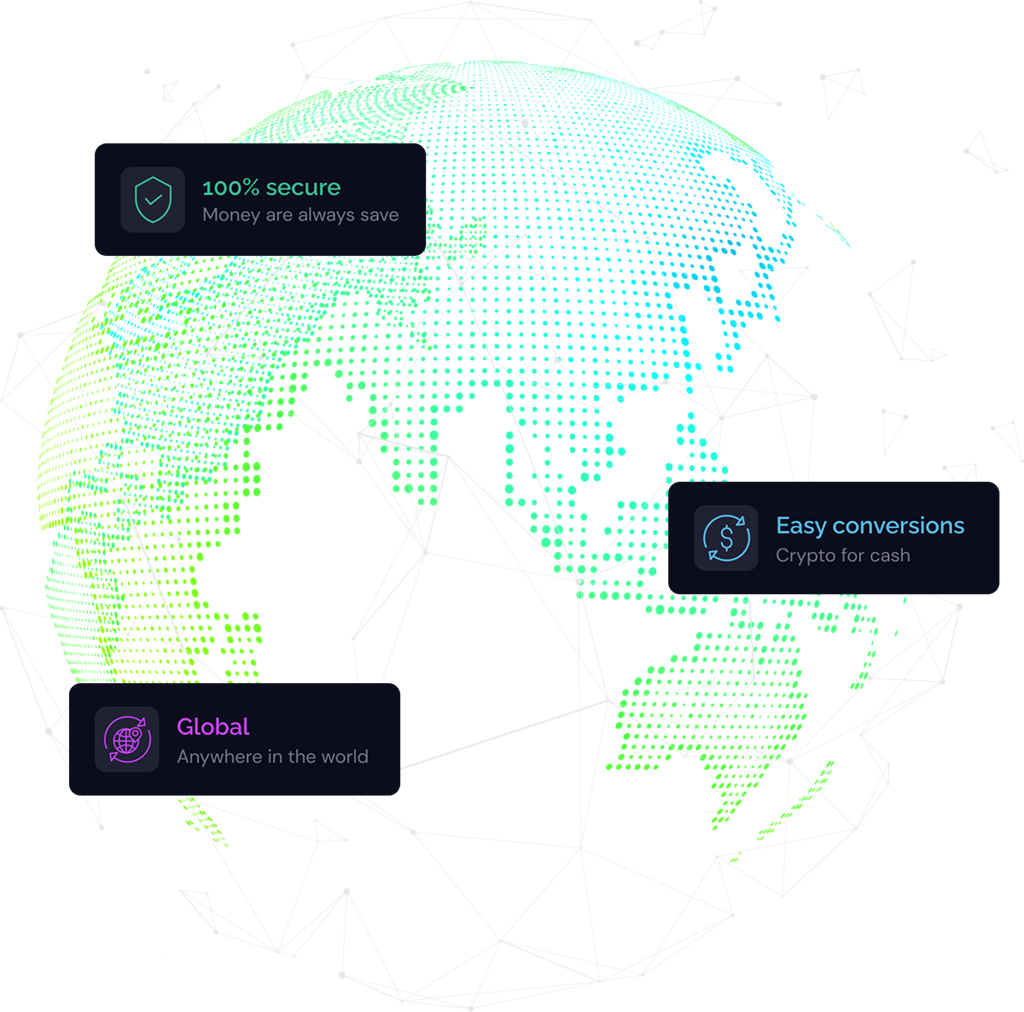 100% secure
Money are always save
Easy conversions
Crypto for cash
Global
Anywhere in the world